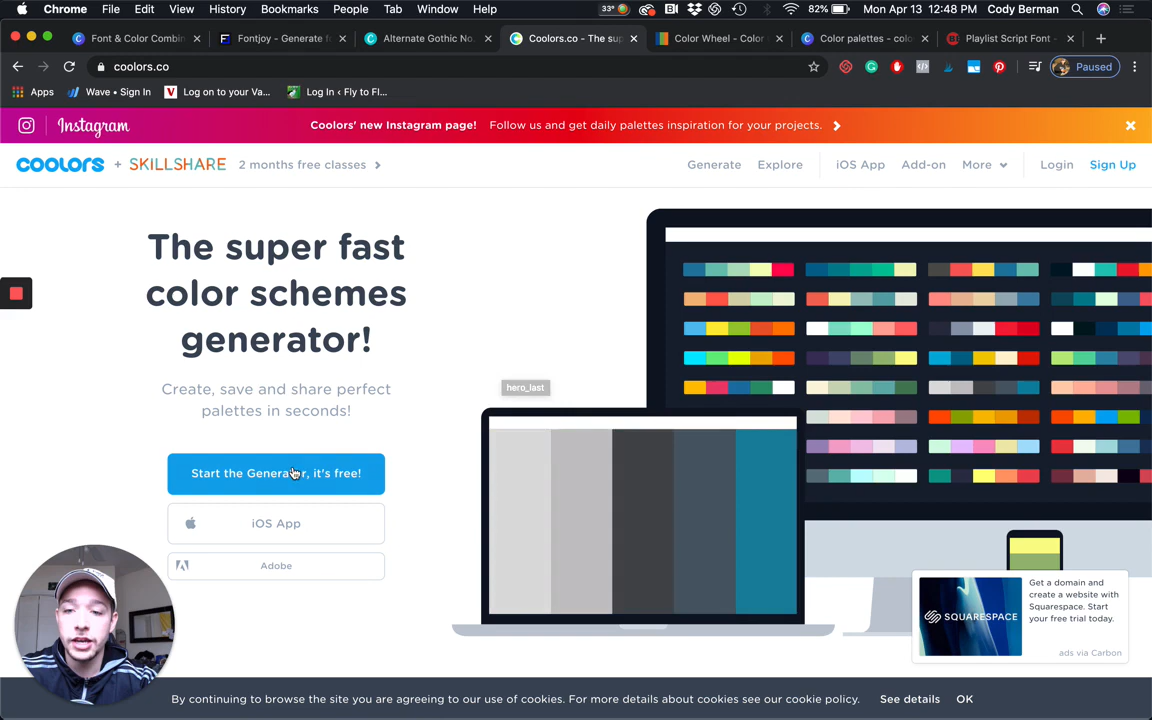 Chrome File Edit View History Bookmarks People Tab Window Help 33° 82% Mon Apr 13 12:48 PM Cody Berman
Font & Color Combin Fontjoy - Generate f Alternate Gothic No. Coolors.co - The sup Color Wheel - Color Color palettes - colo Playlist Script Font -
coolors.co Paused
Apps Wave • Sign In Log on to your Va... Log In ‹ Fly to Fl...
Instagram Coolors' new Instagram page! Follow us and get daily palettes inspiration for your projects.
coolors + SKILLSHARE 2 months free classes Generate Explore iOS App Add-on More Login Sign Up
The super fast
color schemes
generator!
Create, save and share perfect
palettes in seconds!
hero_last
Start the Generator, it's free!
iOS App
Adobe
SQUARESPACE
Get a domain and
create a website with
Squarespace. Start
your free trial today.
ads via Carbon
By continuing to browse the site you are agreeing to our use of cookies. For more details about cookies see our cookie policy. See details OK